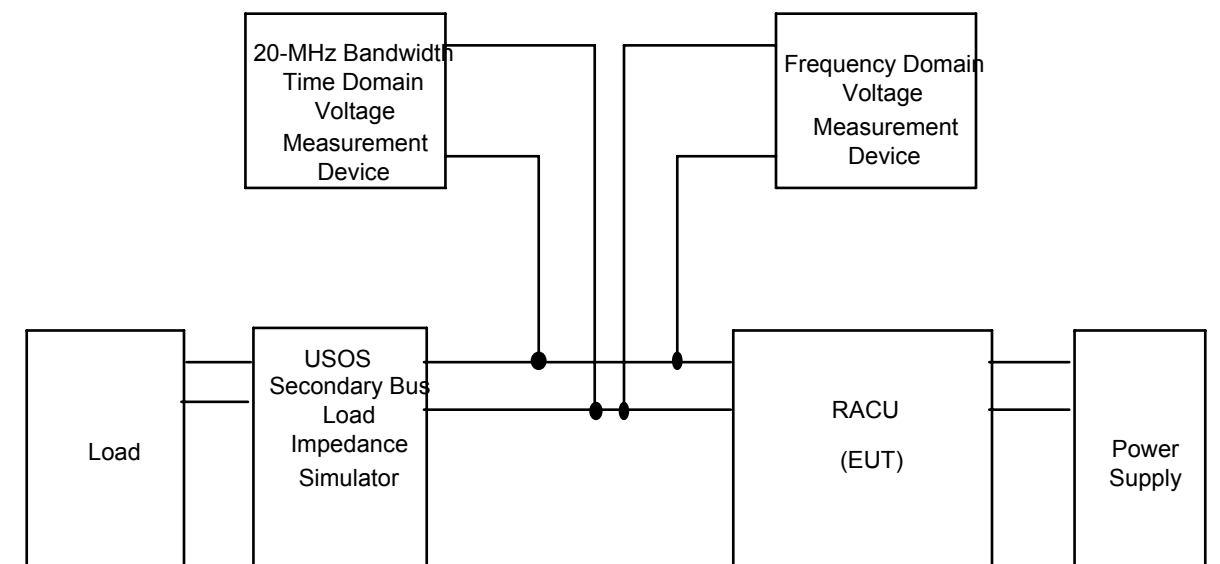 20-MHz Bandwidth
Time Domain
Voltage
Measurement
Device
Frequency Domain
Voltage
Measurement
Device
Load
USOS
Secondary Bus
Load
Impedance
Simulator
RACU
(EUT)
Power
Supply